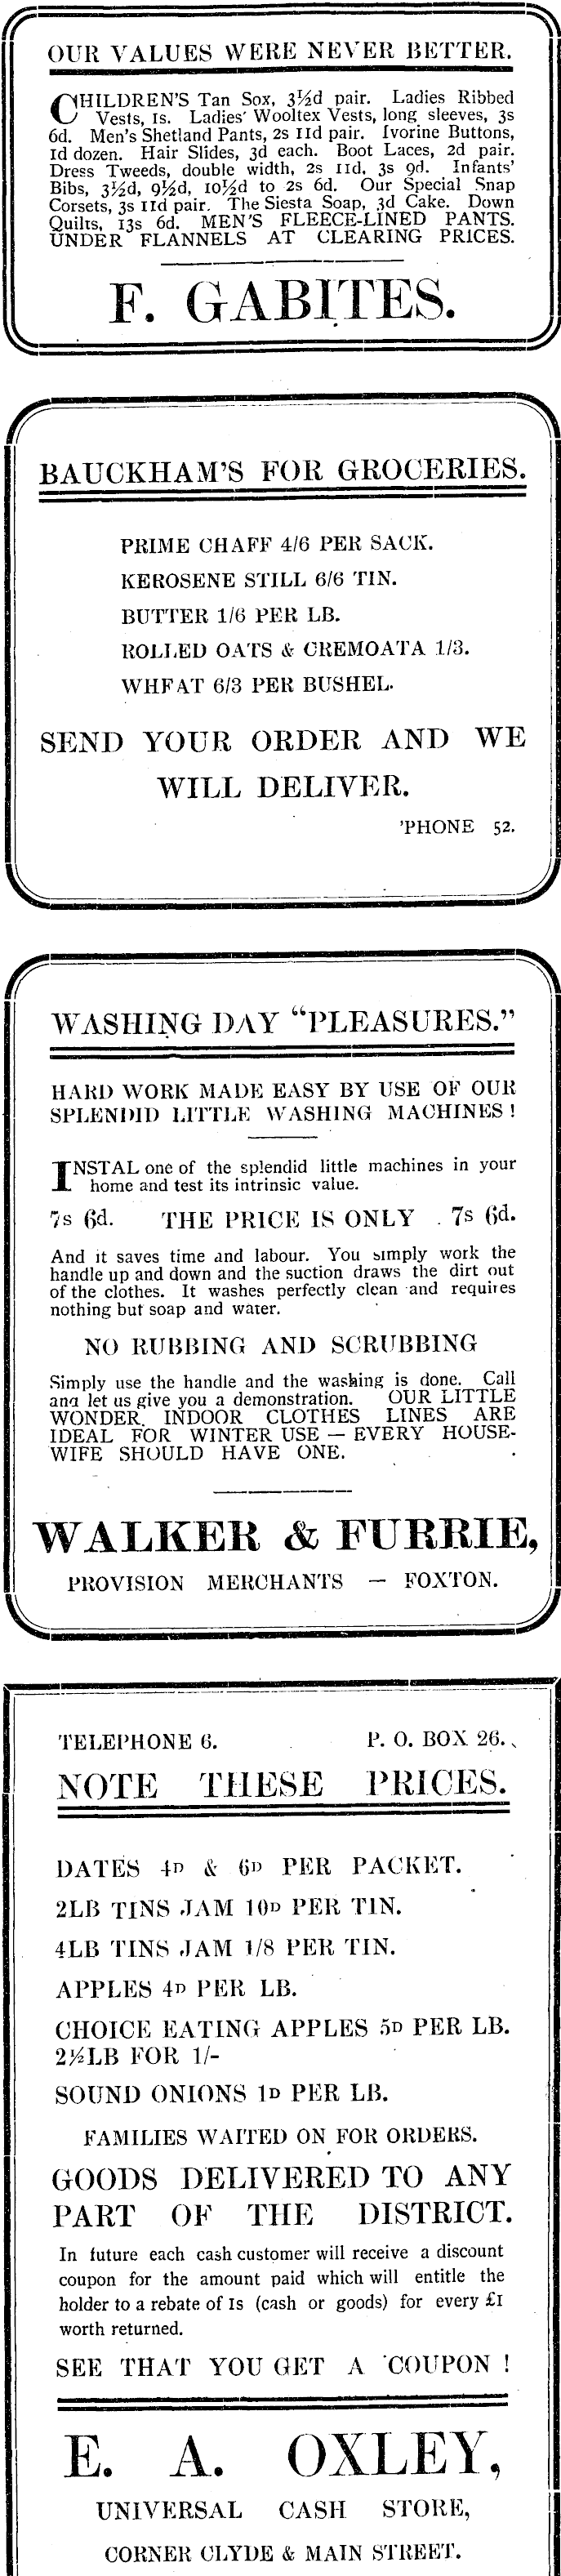 OUR VALUES WERE NEVER BETTER.
CHILDREN'S Tan Sox, 3½d pair. Ladies Ribbed
Vests, 1s. Ladies' Wooltex Vests, long sleeves, 3s
6d. Men's Shetland Pants, 2s 11d pair. Ivorine Buttons,
1d dozen. Hair Slides, 3d each. Boot Laces, 2d pair.
Dress Tweeds, double width, 2s 11d, 3s 9d. Infants'
Bibs, 3½d, 9½d, 10½d to 2s 6d. Our Special Snap
Corsets, 3s 11d pair. The Siesta Soap, 3d Cake. Down
Quilts, 13s 6d. MEN'S FLEECE-LINED PANTS.
UNDER FLANNELS AT CLEARING PRICES.
F. GABITES.
BAUCKHAM'S FOR GROCERIES.
PRIME CHAFF 4/6 PER SACK.
KEROSENE STILL 6/6 TIN.
BUTTER 1/6 PER LB.
ROLLED OATS & CREMOATA 1/3.
WHFAT 6/3 PER BUSHEL.
SEND YOUR ORDER AND WE
WILL DELIVER.
'PHONE 52.
WASHING DAY "PLEASURES."
HARD WORK MADE EASY BY USE OF OUR
SPLENDID LITTLE WASHING MACHINES!
INSTAL one of the splendid little machines in your
home and test its intrinsic value.
7s 6d. THE PRICE IS ONLY . 7s 6d.
And it saves time and labour. You simply work the
handle up and down and the suction draws the dirt out
of the clothes. It washes perfectly clean and requires
nothing but soap and water.
NO RUBBING AND SCRUBBING
Simply use the handle and the washing is done. Call
and let us give you a demonstration. OUR LITTLE
WONDER INDOOR CLOTHES LINES ARE
IDEAL FOR WINTER USE — EVERY HOUSE-
WIFE SHOULD HAVE ONE.
WALKER & FURRIE,
PROVISION MERCHANTS — FOXTON.
TELEPHONE 6. P. O. BOX 26.
NOTE THESE PRICES.
DATES 4D & 6D PER PACKET.
2LB TINS JAM 10D PER TIN.
4LB TINS JAM 1/8 PER TIN.
APPLES 4D PER LB.
CHOICE EATING APPLES 5D PER LB.
2½LB FOR 1/-
SOUND ONIONS 1D PER LB.
FAMILIES WAITED ON FOR ORDERS.
GOODS DELIVERED TO ANY
PART OF THE DISTRICT.
In future each cash customer will receive a discount
coupon for the amount paid which will entitle the
holder to a rebate of 1s (cash or goods) for every £1
worth returned.
SEE THAT YOU GET A COUPON!
E. A. OXLEY,
UNIVERSAL CASH STORE,
CORNER CLYDE & MAIN STREET.